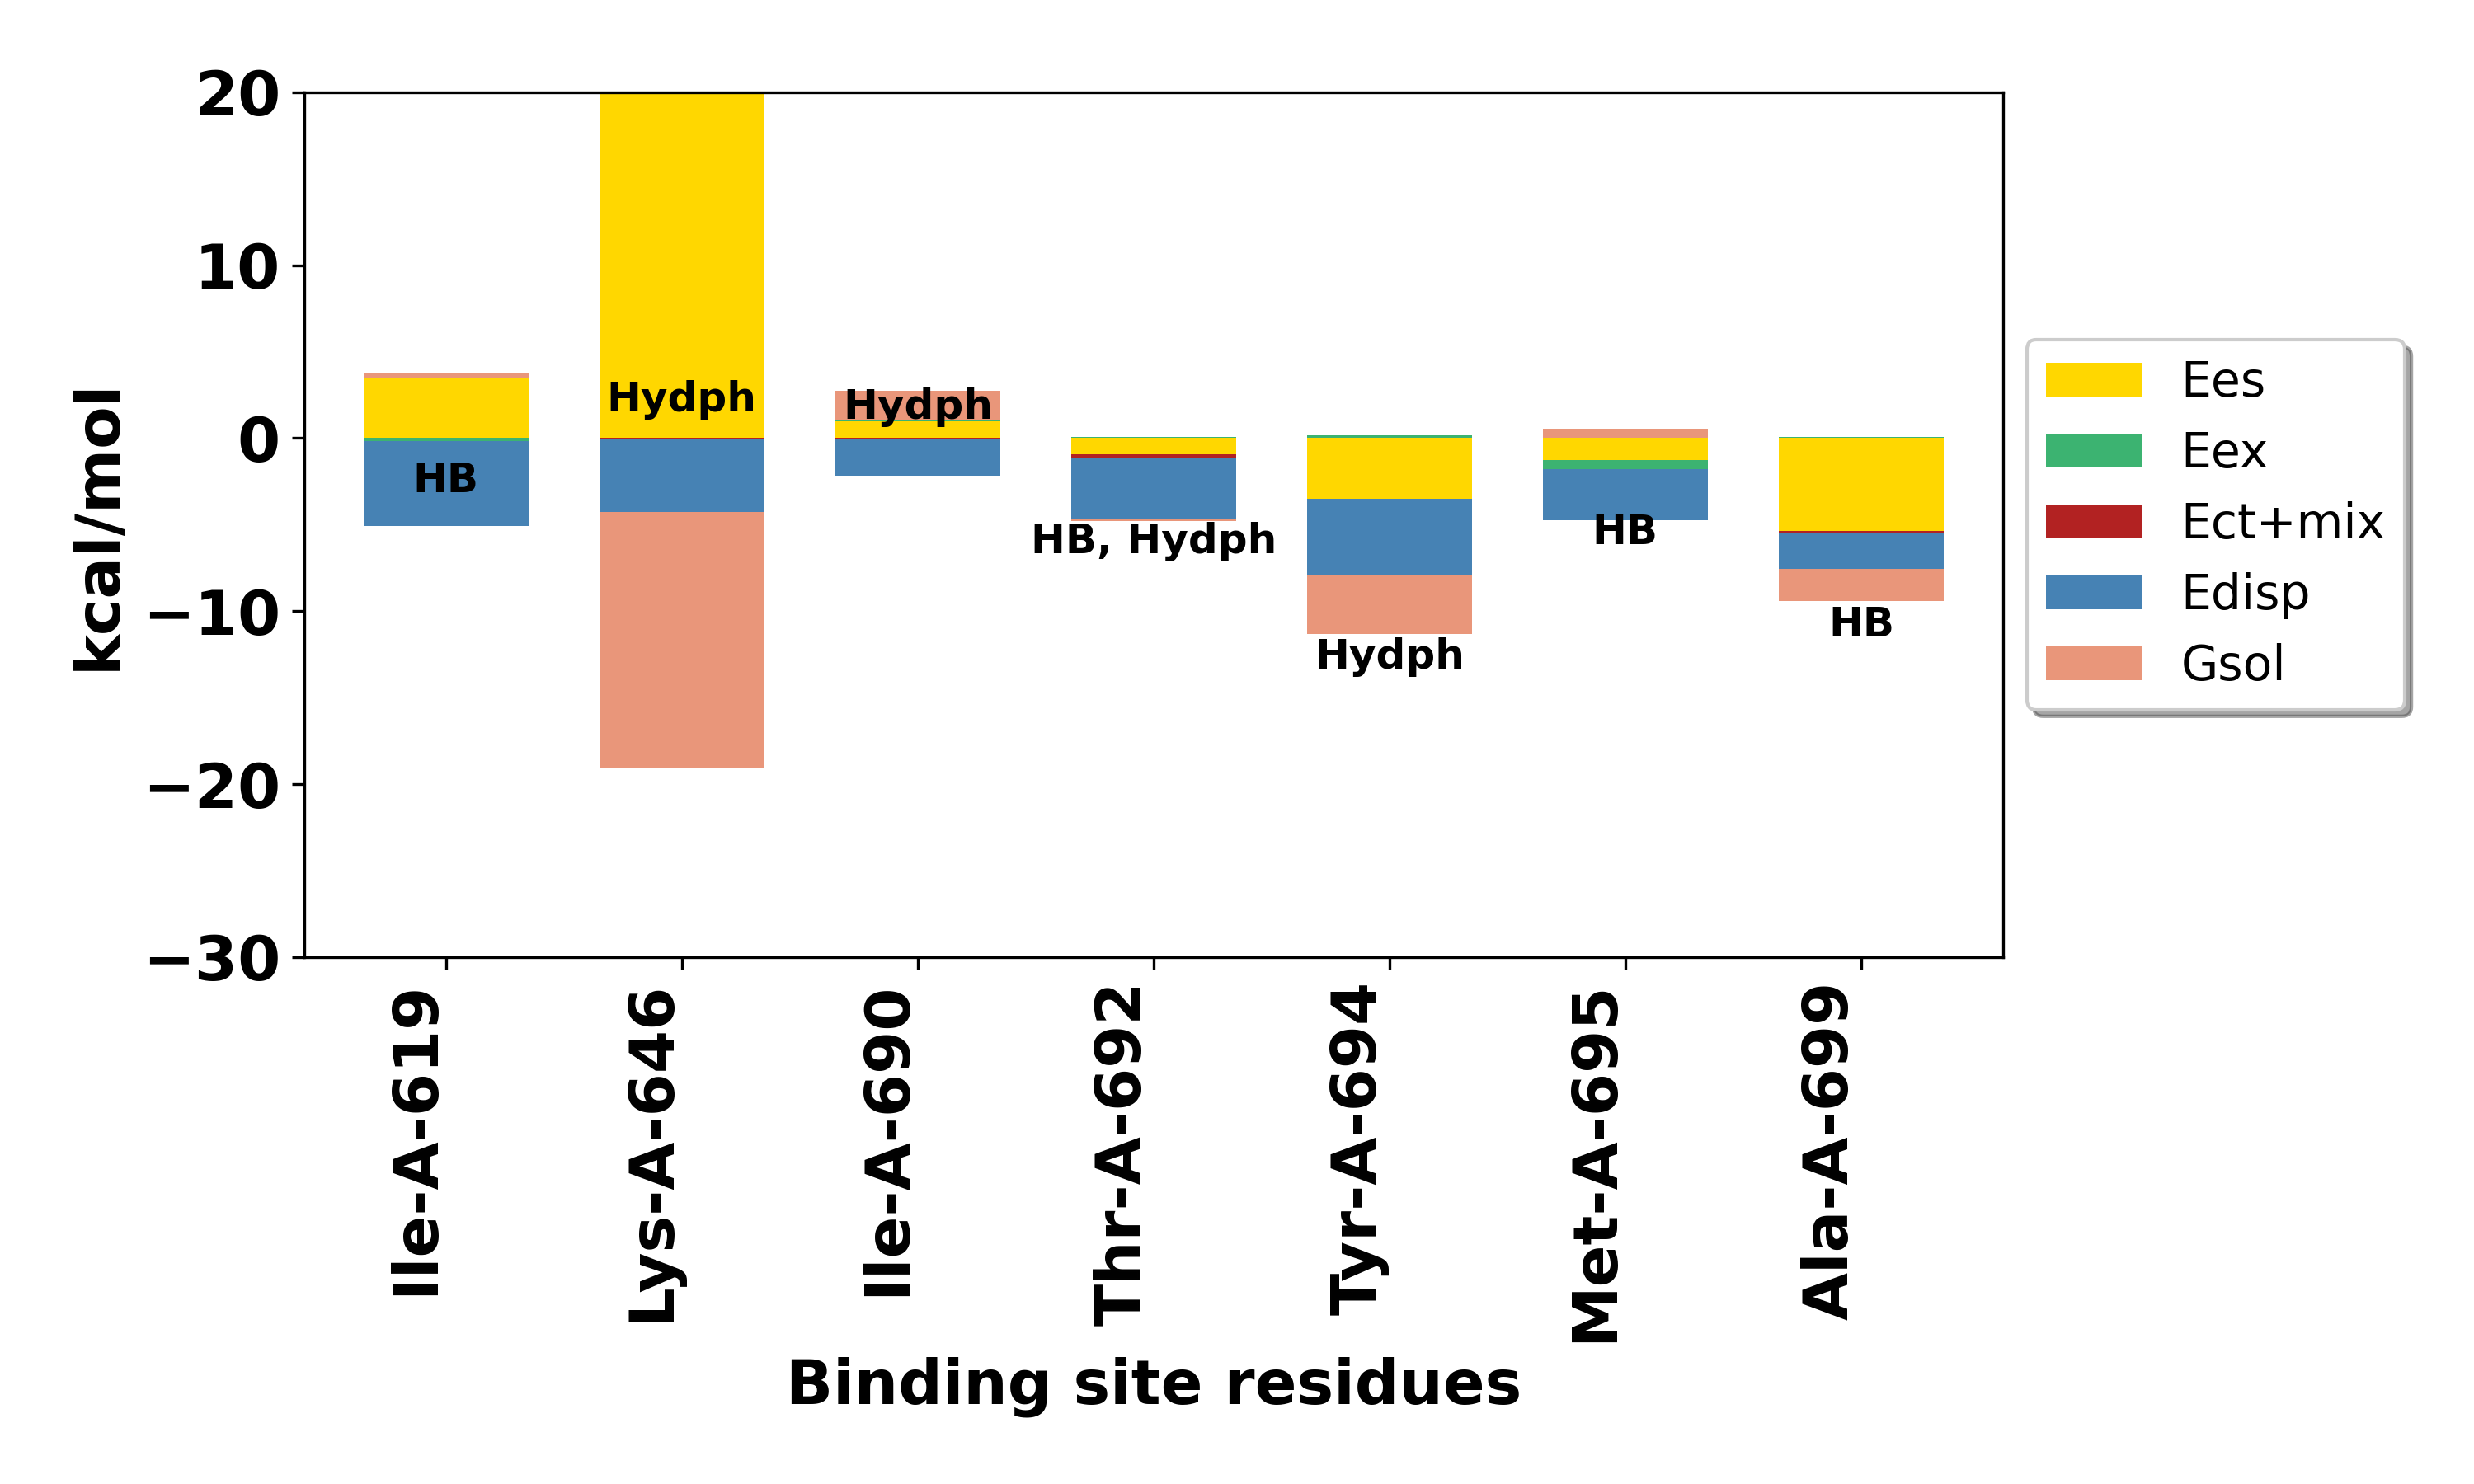 20
10
0
−10
−20
−30
kcal/mol
Hydph
Hydph
HB
HB, Hydph
HB
HB
Hydph
Ees
Eex
Ect+mix
Edisp
Gsol
Ile-A-619
Lys-A-646
Ile-A-690
Thr-A-692
Tyr-A-694
Met-A-695
Ala-A-699
Binding site residues